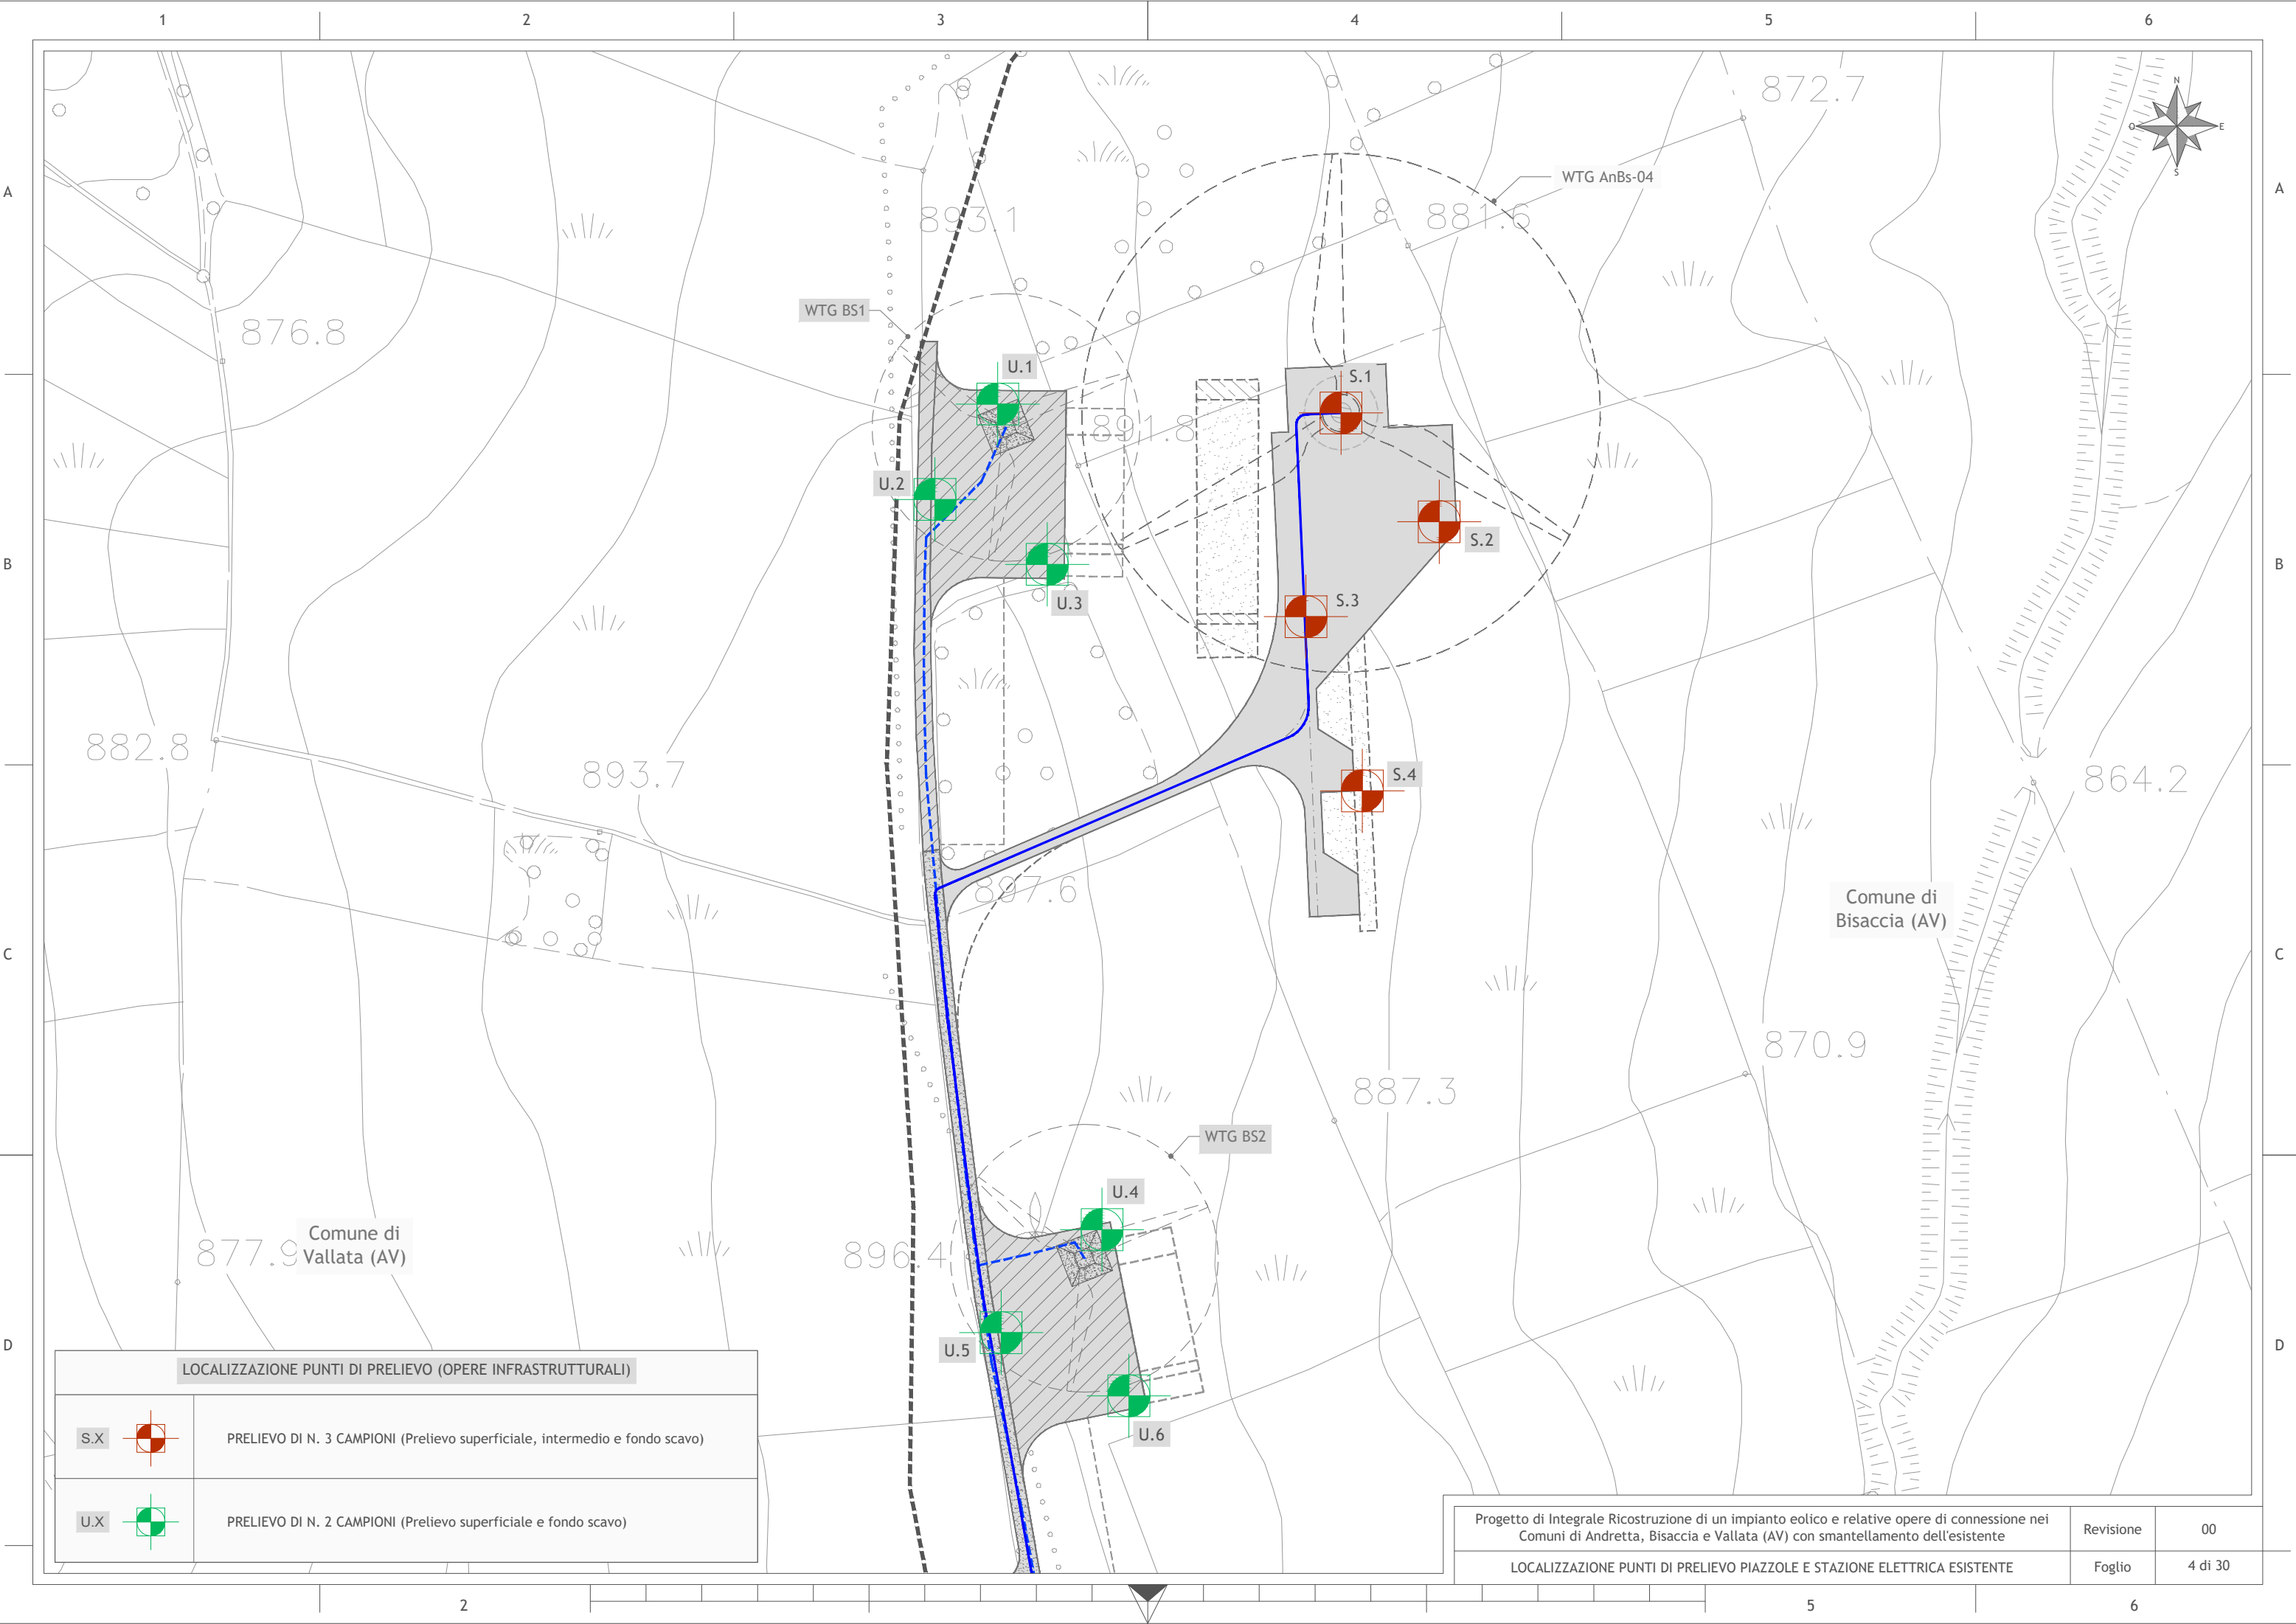 1 2 3 4 5 6
872.7
N
O E
S
A WTG AnBs-04 A
893.1 881.6
WTG BS1
876.8
U.1 S.1
891.8
U.2
S.2
B B
U.3 S.3
882.8 893.7 S.4 864.2
897.6
Comune di
Bisaccia (AV)
C C
870.9
887.3
WTG BS2
U.4
Comune di
Vallata (AV)
877.9 896.4
D U.5 D
LOCALIZZAZIONE PUNTI DI PRELIEVO (OPERE INFRASTRUTTURALI)
S.X PRELIEVO DI N. 3 CAMPIONI (Prelievo superficiale, intermedio e fondo scavo)
U.6
U.X PRELIEVO DI N. 2 CAMPIONI (Prelievo superficiale e fondo scavo)
Progetto di Integrale Ricostruzione di un impianto eolico e relative opere di connessione nei
Comuni di Andretta, Bisaccia e Vallata (AV) con smantellamento dell'esistente
Revisione 00
LOCALIZZAZIONE PUNTI DI PRELIEVO PIAZZOLE E STAZIONE ELETTRICA ESISTENTE
Foglio 4 di 30
2 5 6